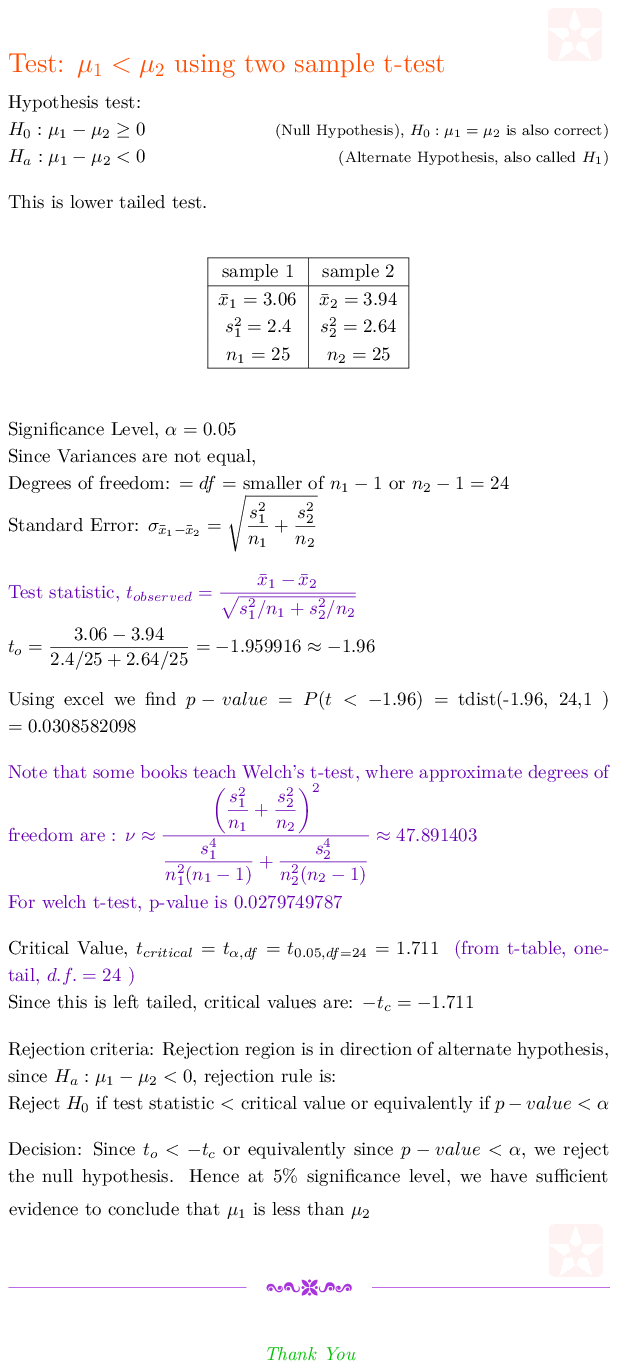 Test: μ₁ < μ₂ using two sample t-test
Hypothesis test:
H₀ : μ₁ − μ₂ ≥ 0 (Null Hypothesis), H₀ : μ₁ = μ₂ is also correct)
Hₐ : μ₁ − μ₂ < 0 (Alternate Hypothesis, also called H₁)
This is lower tailed test.
sample 1 sample 2
x̄₁ = 3.06 x̄₂ = 3.94
s₁² = 2.4 s₂² = 2.64
n₁ = 25 n₂ = 25
Significance Level, α = 0.05
Since Variances are not equal,
Degrees of freedom: = df = smaller of n₁ − 1 or n₂ − 1 = 24
Standard Error: σ_{x̄₁−x̄₂} = √(s₁²/n₁ + s₂²/n₂)
Test statistic, t_{observed} = (x̄₁ − x̄₂)/√(s₁²/n₁ + s₂²/n₂)
tₒ = (3.06 − 3.94)/(2.4/25 + 2.64/25) = −1.959916 ≈ −1.96
Using excel we find p − value = P(t < −1.96) = tdist(-1.96, 24,1 )
= 0.0308582098
Note that some books teach Welch's t-test, where approximate degrees of
freedom are : ν ≈ (s₁²/n₁ + s₂²/n₂)² / (s₁⁴/(n₁²(n₁ − 1)) + s₂⁴/(n₂²(n₂ − 1))) ≈ 47.891403
For welch t-test, p-value is 0.0279749787
Critical Value, t_{critical} = t_{α,df} = t_{0.05,df=24} = 1.711 (from t-table, one-
tail, d.f. = 24 )
Since this is left tailed, critical values are: −t_c = −1.711
Rejection criteria: Rejection region is in direction of alternate hypothesis,
since Hₐ : μ₁ − μ₂ < 0, rejection rule is:
Reject H₀ if test statistic < critical value or equivalently if p − value < α
Decision: Since tₒ < −t_c or equivalently since p − value < α, we reject
the null hypothesis. Hence at 5% significance level, we have sufficient
evidence to conclude that μ₁ is less than μ₂
Thank You